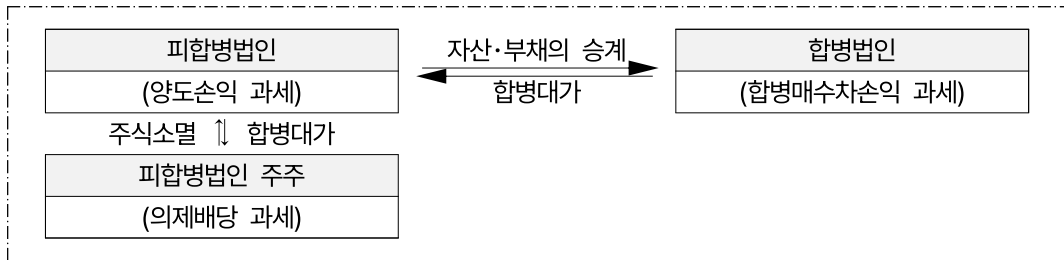 피합병법인
(양도손익 과세)
자산·부채의 승계
합병대가
합병법인
(합병매수차손익 과세)
주식소멸 ⇅ 합병대가
피합병법인 주주
(의제배당 과세)